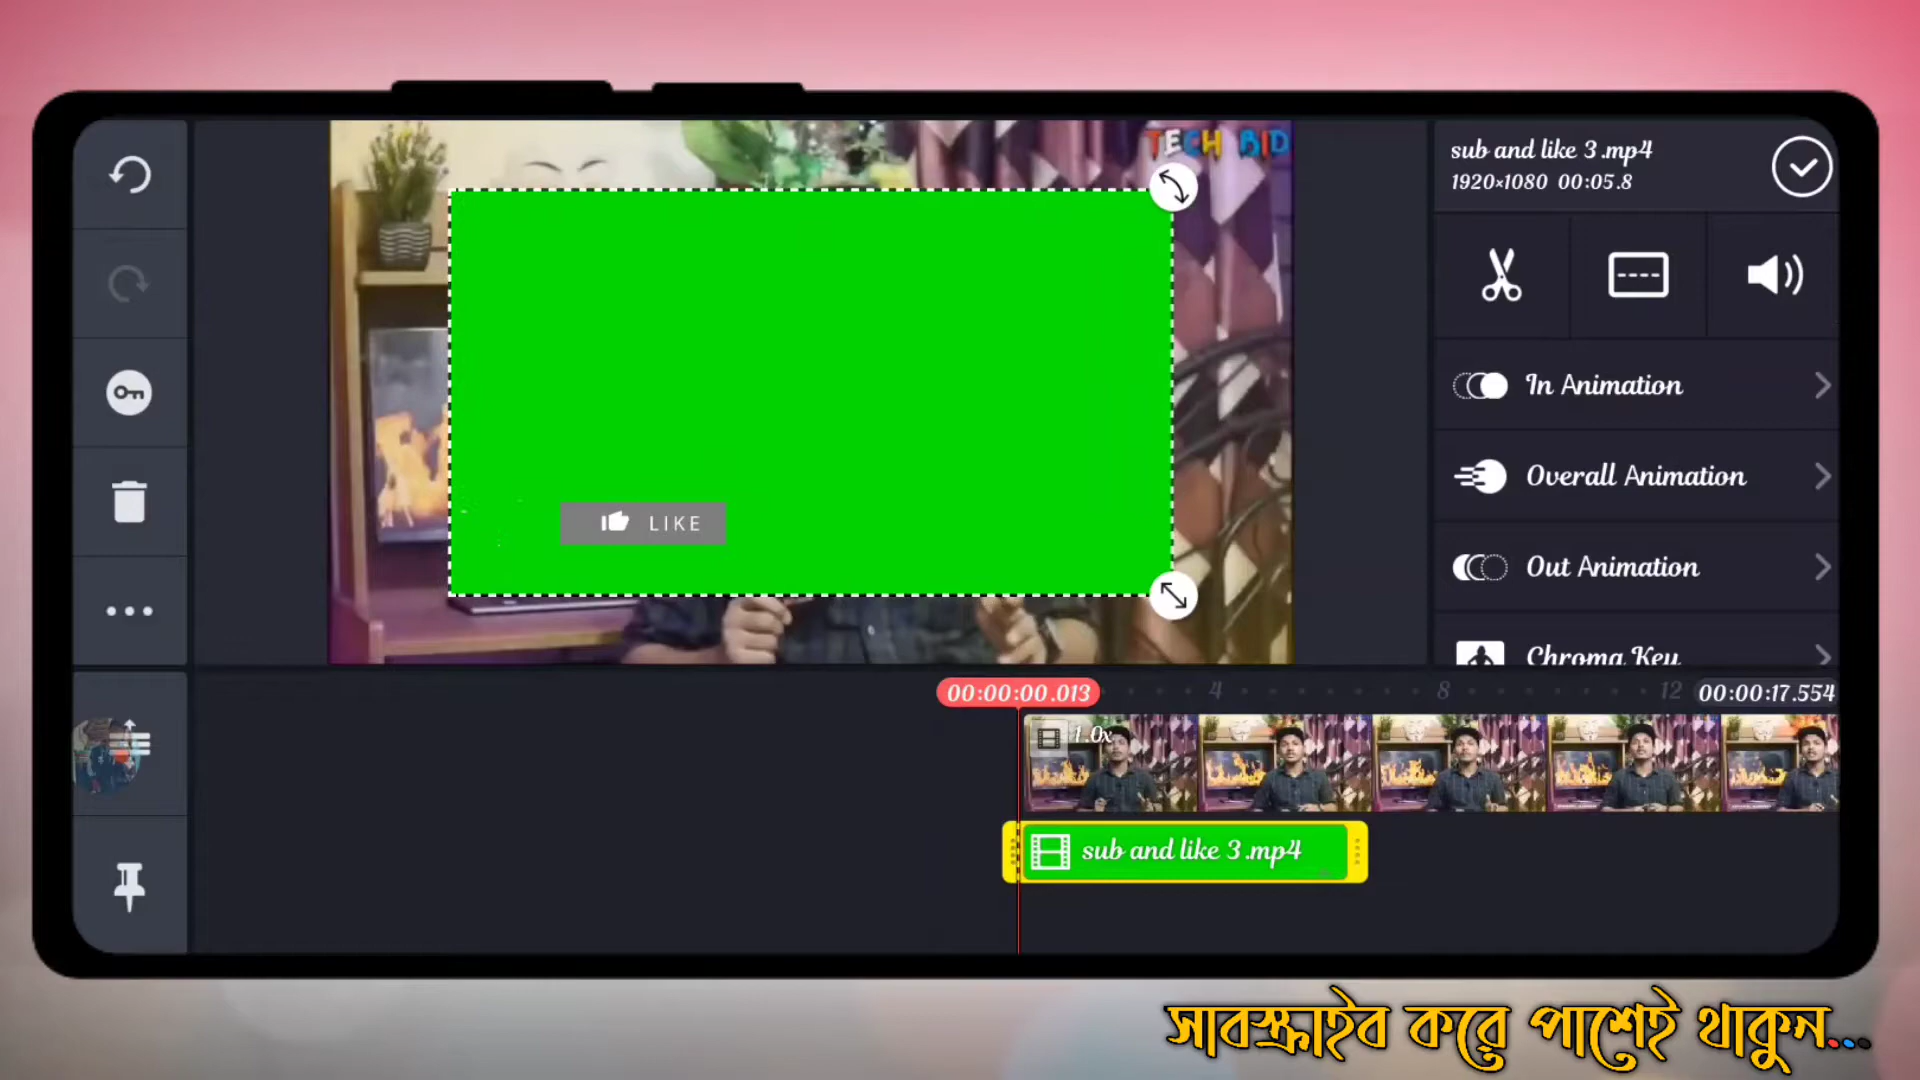 TECH BID
sub and like 3.mp4
1920×1080 00:05.8
LIKE
In Animation
Overall Animation
Out Animation
Chroma Key
00:00:00.013
4
8
12
00:00:17.554
1.0x
sub and like 3.mp4
সাবস্ক্রাইব করে পাশেই থাকুন...